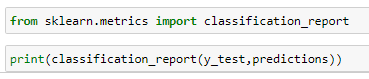 from sklearn.metrics import classification_report
print(classification_report(y_test,predictions))